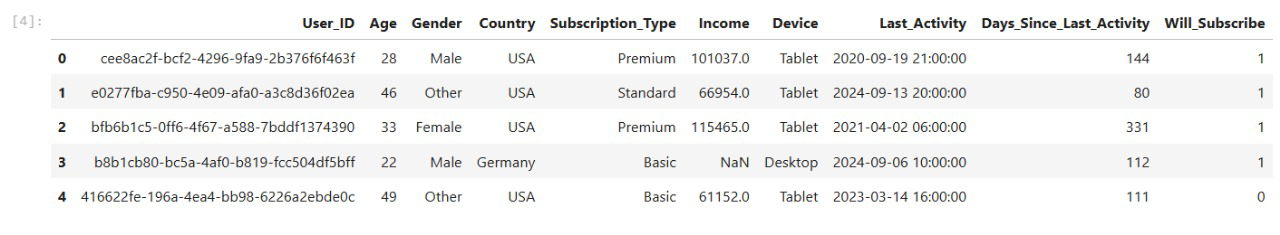 [4]: User_ID Age Gender Country Subscription_Type Income Device Last_Activity Days_Since_Last_Activity Will_Subscribe
0 cee8ac2f-bcf2-4296-9fa9-2b376f6f463f 28 Male USA Premium 101037.0 Tablet 2020-09-19 21:00:00 144 1
1 e0277fba-c950-4e09-afa0-a3c8d36f02ea 46 Other USA Standard 66954.0 Tablet 2024-09-13 20:00:00 80 1
2 bfb6b1c5-0ff6-4f67-a588-7bddf1374390 33 Female USA Premium 115465.0 Tablet 2021-04-02 06:00:00 331 1
3 b8b1cb80-bc5a-4af0-b819-fcc504df5bff 22 Male Germany Basic NaN Desktop 2024-09-06 10:00:00 112 1
4 416622fe-196a-4ea4-bb98-6226a2ebde0c 49 Other USA Basic 61152.0 Tablet 2023-03-14 16:00:00 111 0